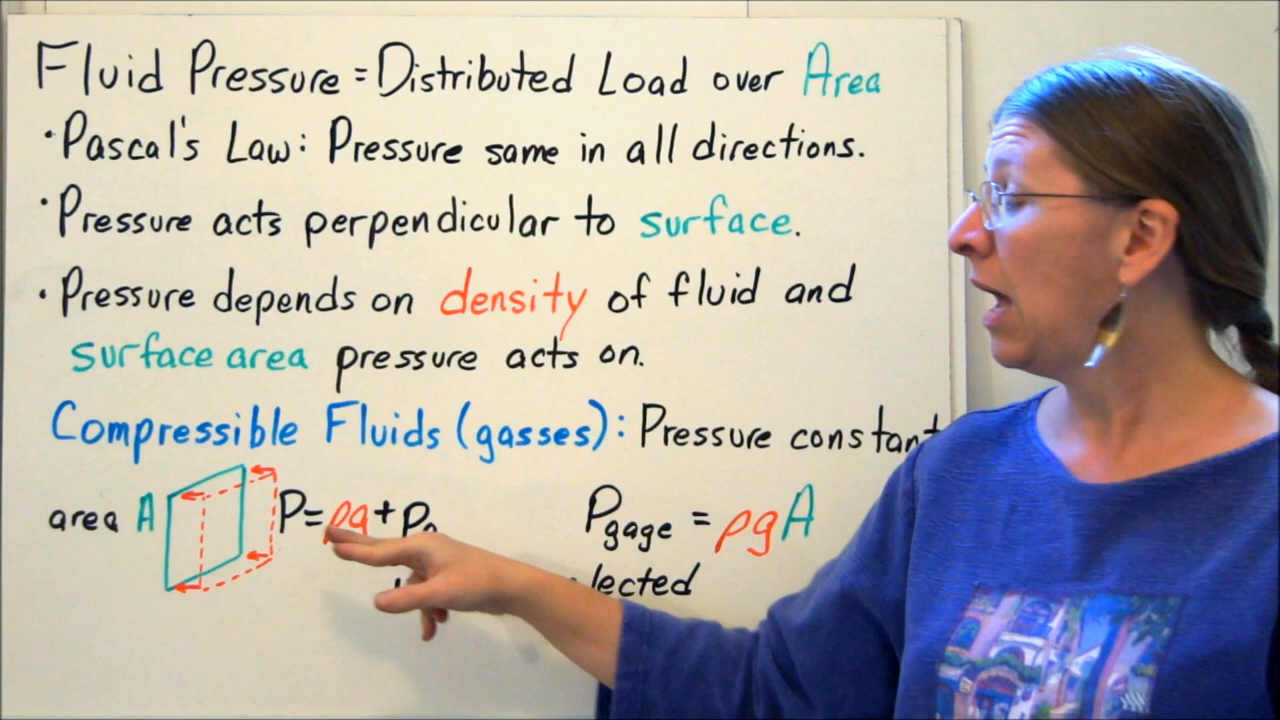 Fluid Pressure = Distributed Load over Area
· Pascal's Law: Pressure same in all directions.
· Pressure acts perpendicular to surface.
· Pressure depends on density of fluid and
surface area pressure acts on.
Compressible Fluids (gasses): Pressure constant
area A P = ρg + P Pgage = ρgA